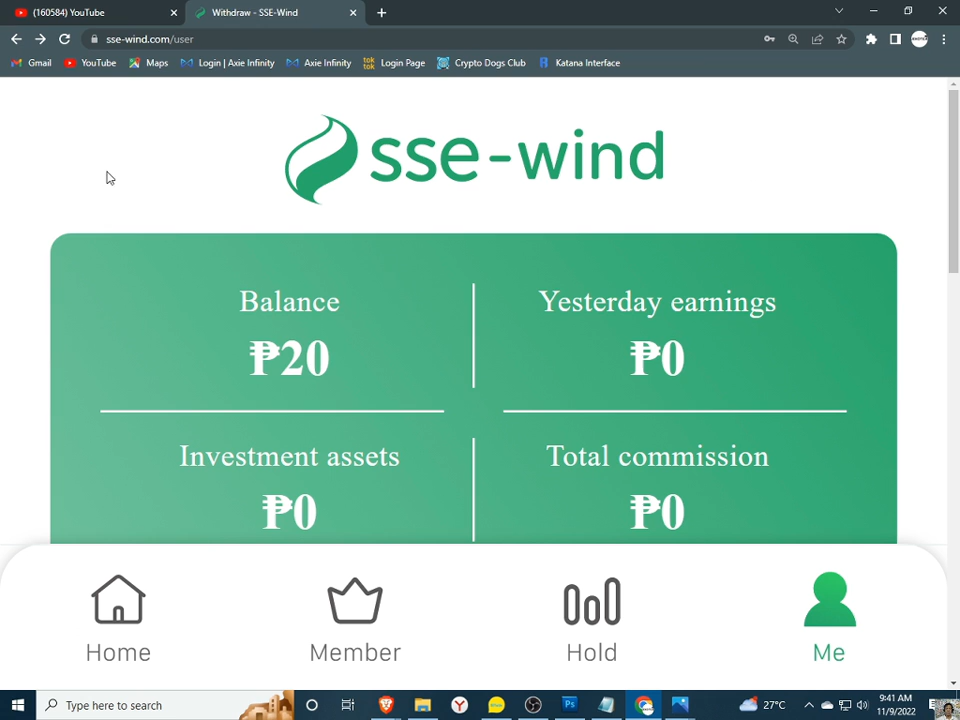 (160584) YouTube
Withdraw - SSE-Wind
sse-wind.com/user
Gmail
YouTube
Maps
Login | Axie Infinity
Axie Infinity
tok
tok
Login Page
Crypto Dogs Club
Katana Interface
sse-wind
Balance
₱20
Yesterday earnings
₱0
Investment assets
₱0
Total commission
₱0
Home
Member
Hold
Me
Type here to search
27°C
9:41 AM
11/9/2022